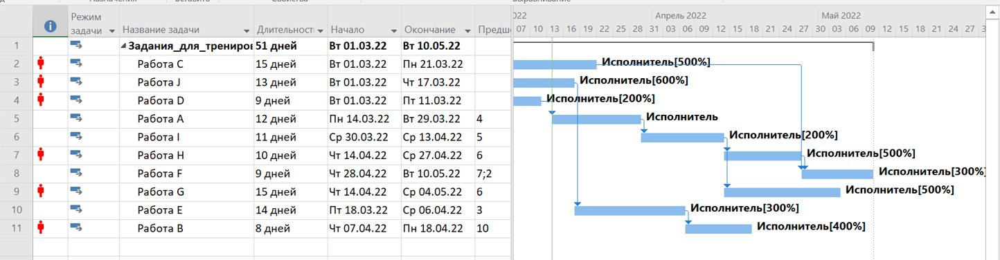 Режим задачи Название задачи Длительност Начало Окончание Предше
1 Задания_для_трениров 51 дней Вт 01.03.22 Вт 10.05.22
2 Работа C 15 дней Вт 01.03.22 Пн 21.03.22
3 Работа J 13 дней Вт 01.03.22 Чт 17.03.22
4 Работа D 9 дней Вт 01.03.22 Пт 11.03.22
5 Работа A 12 дней Пн 14.03.22 Вт 29.03.22 4
6 Работа I 11 дней Ср 30.03.22 Ср 13.04.22 5
7 Работа H 10 дней Чт 14.04.22 Ср 27.04.22 6
8 Работа F 9 дней Чт 28.04.22 Вт 10.05.22 7;2
9 Работа G 15 дней Чт 14.04.22 Ср 04.05.22 6
10 Работа E 14 дней Пт 18.03.22 Ср 06.04.22 3
11 Работа B 8 дней Чт 07.04.22 Пн 18.04.22 10
022 Апрель 2022 Май 2022
07 10 13 16 19 22 25 28 31 03 06 09 12 15 18 21 24 27 30 03 06 09 12 15 18 21 24 27
Исполнитель[500%]
Исполнитель[600%]
Исполнитель[200%]
Исполнитель
Исполнитель[200%]
Исполнитель[500%]
Исполнитель[300%]
Исполнитель[500%]
Исполнитель[300%]
Исполнитель[400%]